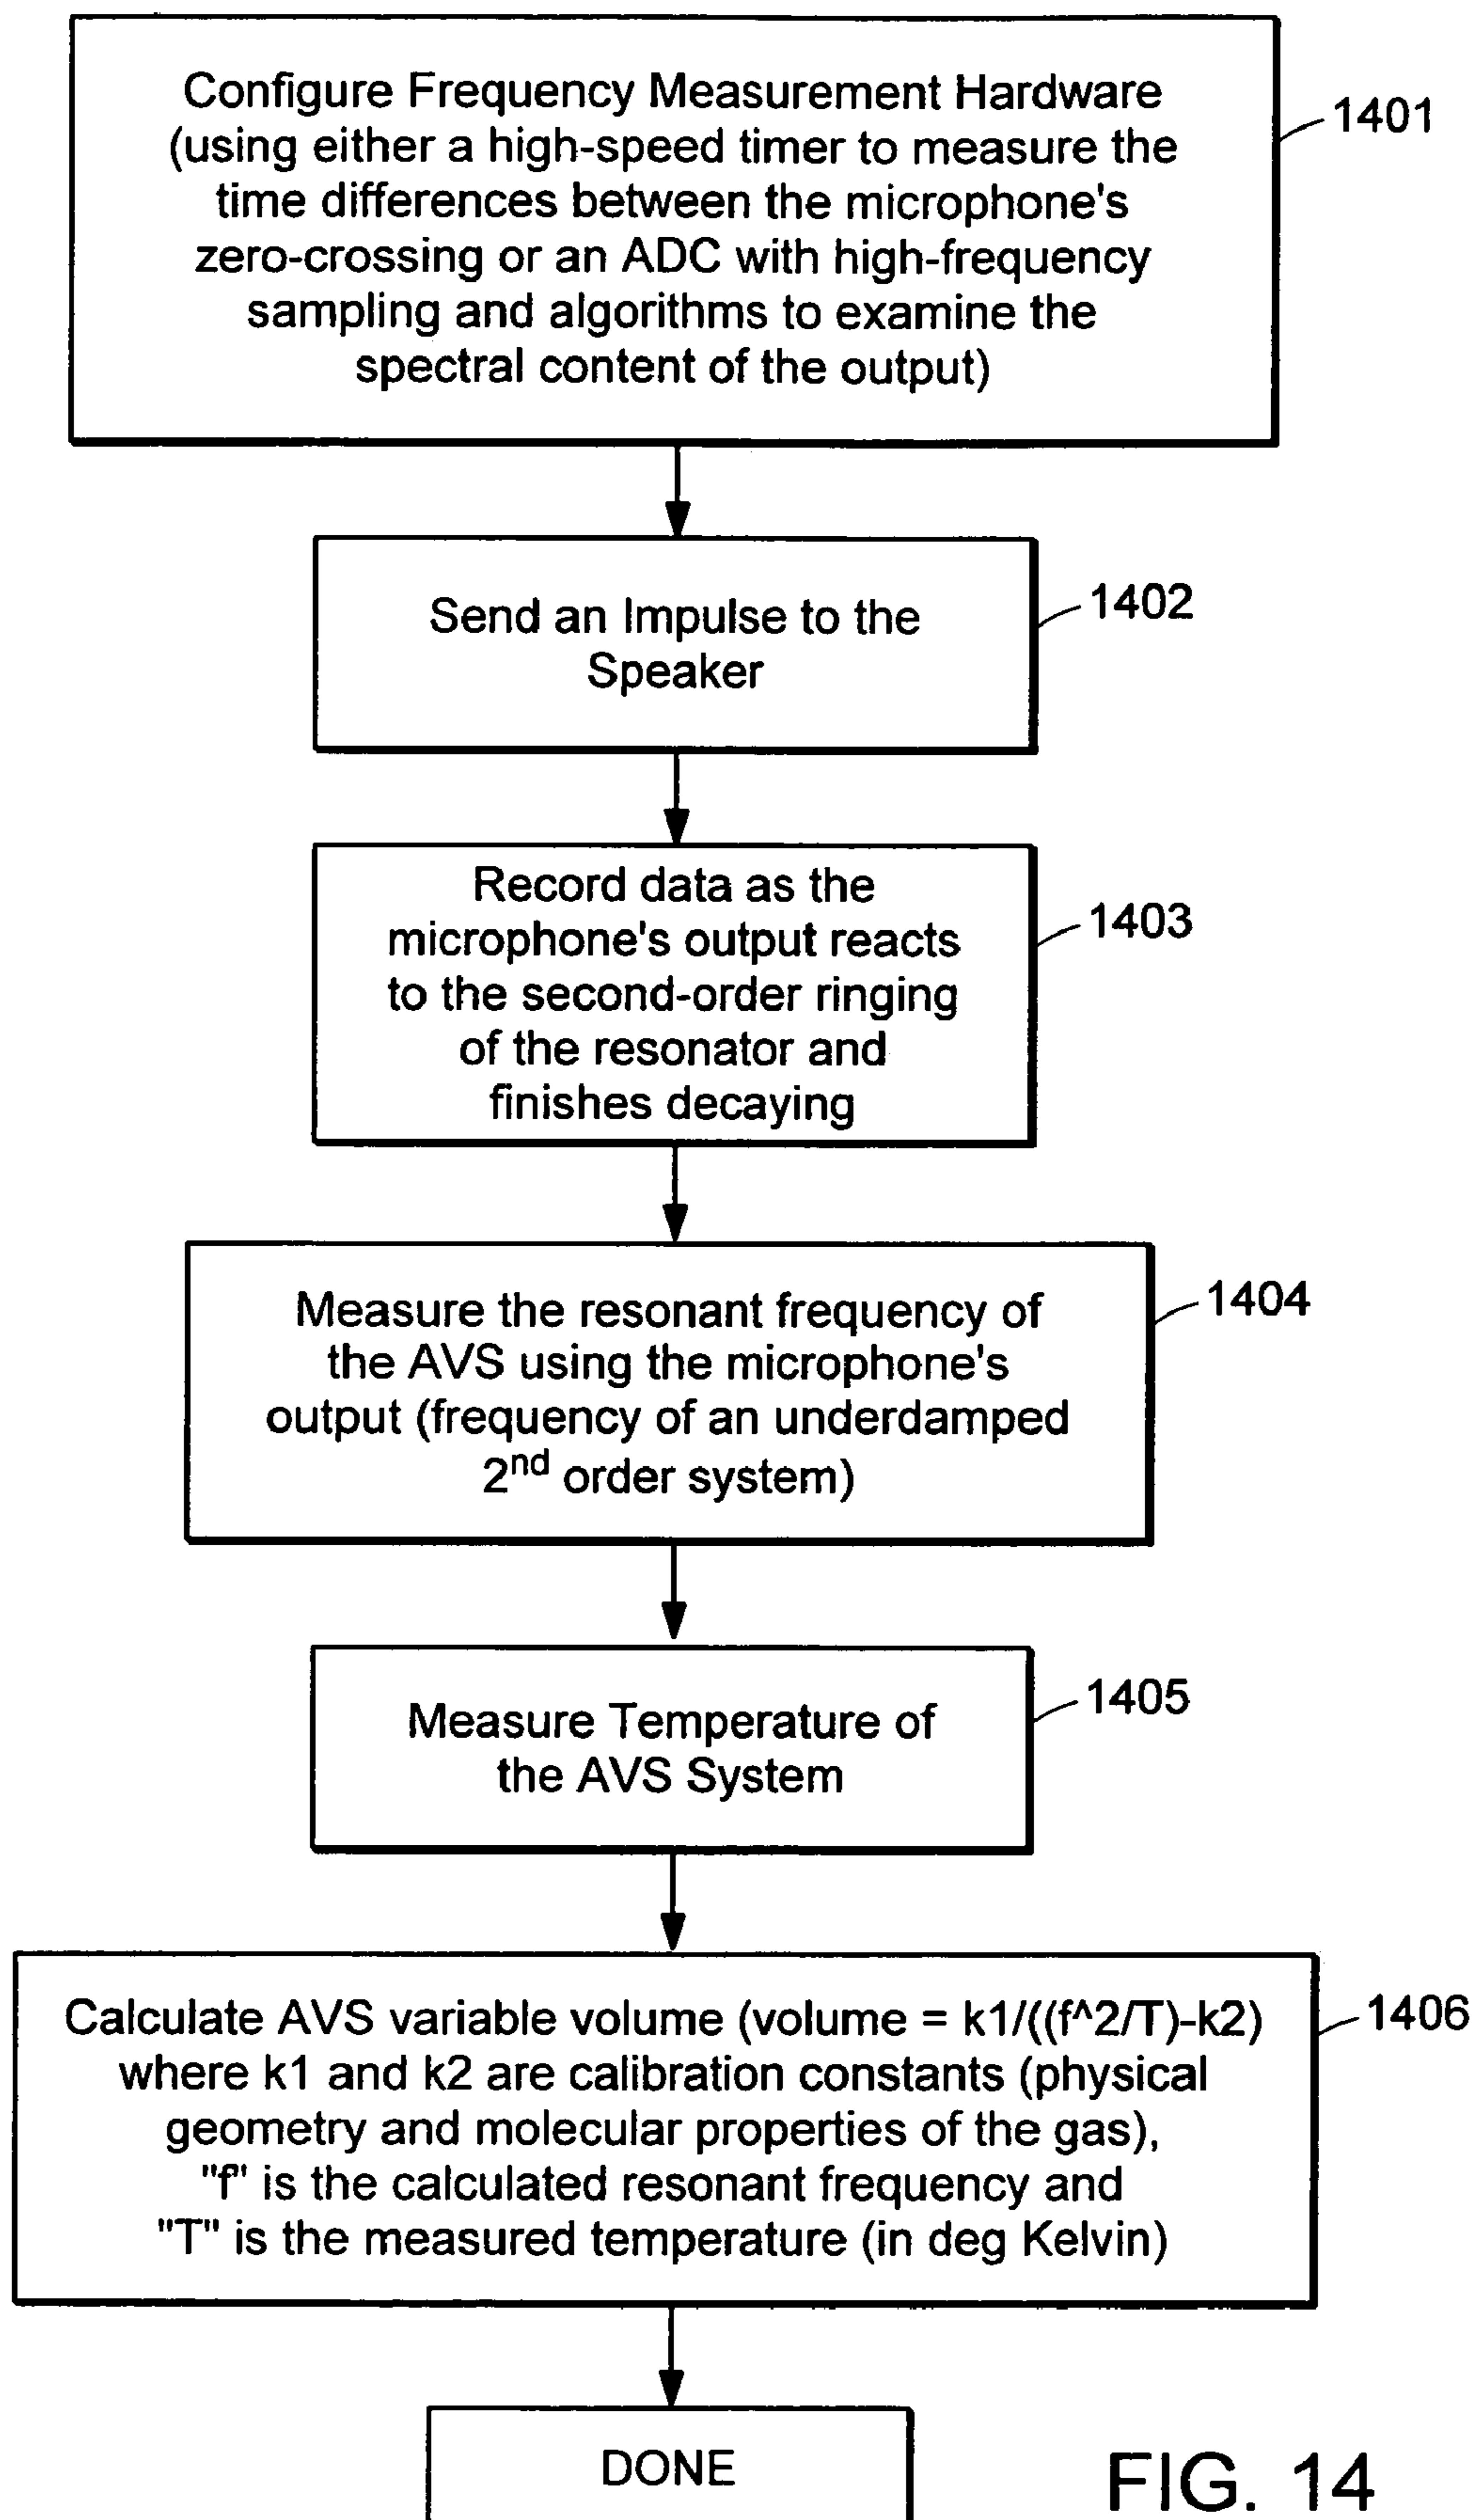 Configure Frequency Measurement Hardware
(using either a high-speed timer to measure the
time differences between the microphone's
zero-crossing or an ADC with high-frequency
sampling and algorithms to examine the
spectral content of the output)
1401
Send an Impulse to the
Speaker
1402
Record data as the
microphone's output reacts
to the second-order ringing
of the resonator and
finishes decaying
1403
Measure the resonant frequency of
the AVS using the microphone's
output (frequency of an underdamped
2nd order system)
1404
Measure Temperature of
the AVS System
1405
Calculate AVS variable volume (volume = k1/((f^2/T)-k2)
where k1 and k2 are calibration constants (physical
geometry and molecular properties of the gas),
"f" is the calculated resonant frequency and
"T" is the measured temperature (in deg Kelvin)
1406
DONE
FIG. 14